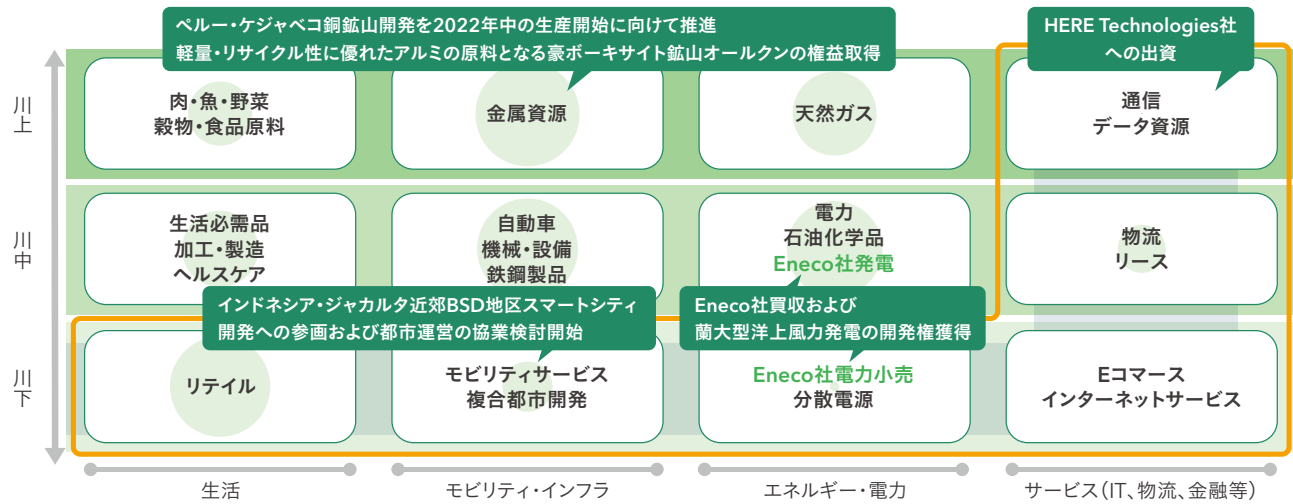 ペルー・ケジャベコ銅鉱山開発を2022年中の生産開始に向けて推進
軽量・リサイクル性に優れたアルミの原料となる豪ボーキサイト鉱山オールクンの権益取得
HERE Technologies社
への出資
川上
肉・魚・野菜
穀物・食品原料
金属資源
天然ガス
通信
データ資源
川中
生活必需品
加工・製造
ヘルスケア
自動車
機械・設備
鉄鋼製品
電力
石油化学品
Eneco社発電
物流
リース
インドネシア・ジャカルタ近郊BSD地区スマートシティ
開発への参画および都市運営の協業検討開始
Eneco社買収および
蘭大型洋上風力発電の開発権獲得
川下
リテイル
モビリティサービス
複合都市開発
Eneco社電力小売
分散電源
Eコマース
インターネットサービス
生活
モビリティ・インフラ
エネルギー・電力
サービス(IT、物流、金融等)